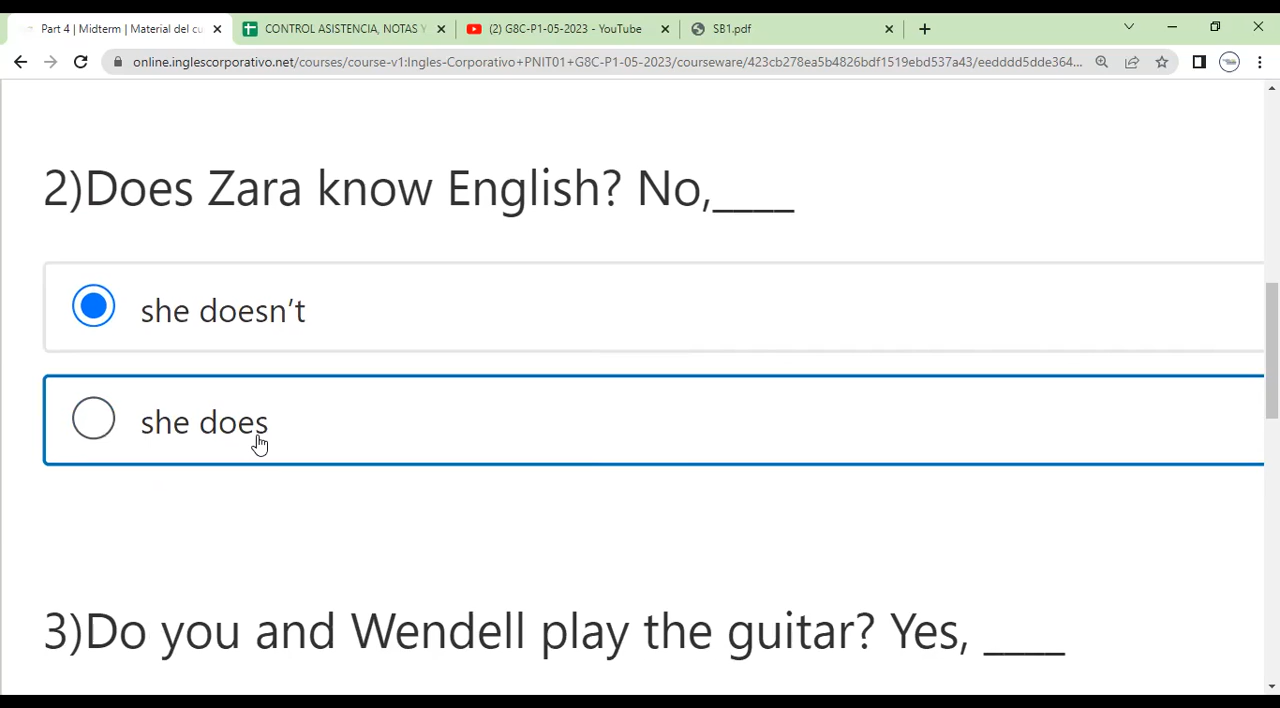 Part 4 | Midterm | Material del cu
CONTROL ASISTENCIA, NOTAS Y
(2) G8C-P1-05-2023 - YouTube
SB1.pdf
online.inglescorporativo.net/courses/course-v1:Ingles-Corporativo+PNIT01+G8C-P1-05-2023/courseware/423cb278ea5b4826bdf1519ebd537a43/eedddd5dde364...
2)Does Zara know English? No,____
she doesn’t
she does
3)Do you and Wendell play the guitar? Yes, ____